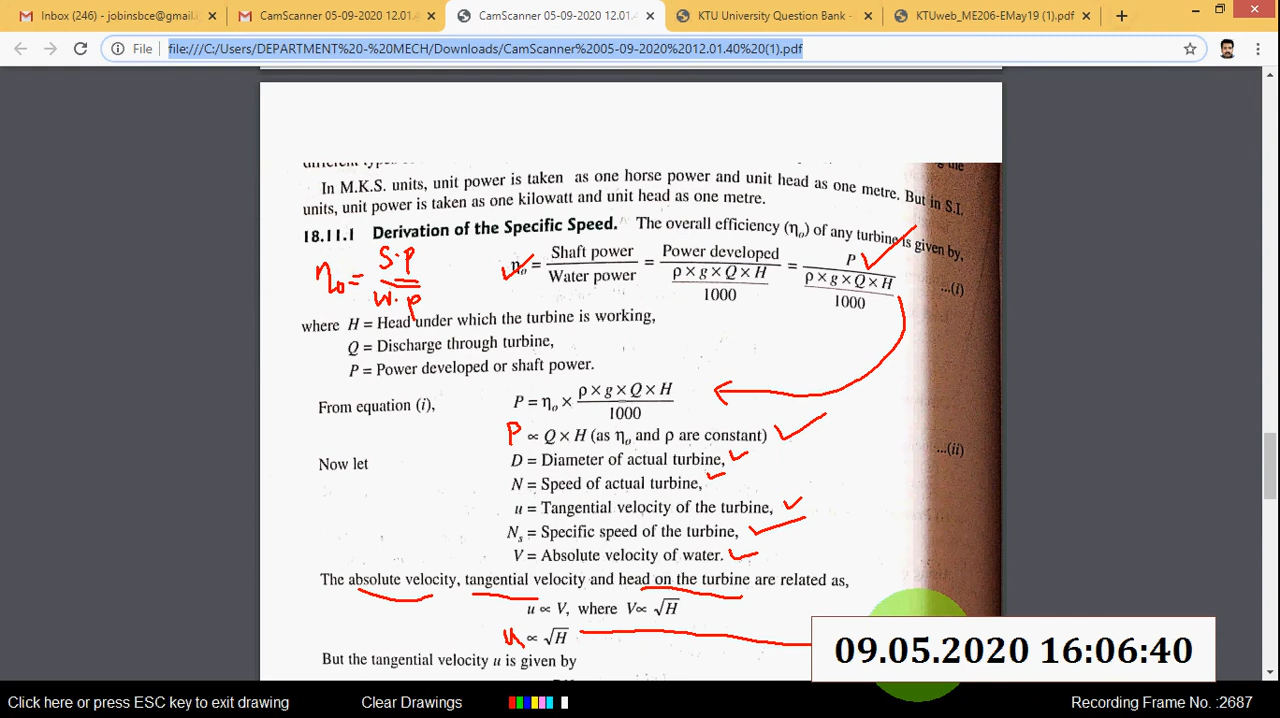 Inbox (246) - jobinsbce@gmail.
CamScanner 05-09-2020 12.01.4
CamScanner 05-09-2020 12.01.
KTU University Question Bank -
KTUweb_ME206-EMay19 (1).pdf
File
file:///C:/Users/DEPARTMENT%20-%20MECH/Downloads/CamScanner%2005-09-2020%2012.01.40%20(1).pdf
In M.K.S. units, unit power is taken as one horse power and unit head as one metre. But in S.I.
units, unit power is taken as one kilowatt and unit head as one metre.
18.11.1 Derivation of the Specific Speed. The overall efficiency (ηₒ) of any turbine is given by,
ηₒ = Shaft power / Water power = Power developed / (ρ × g × Q × H / 1000) = P / (ρ × g × Q × H / 1000) ...(i)
η₀ = S.P / W.P
where H = Head under which the turbine is working,
Q = Discharge through turbine,
P = Power developed or shaft power.
From equation (i), P = ηₒ × ρ × g × Q × H / 1000
P ∝ Q × H (as ηₒ and ρ are constant) ...(ii)
Now let D = Diameter of actual turbine,
N = Speed of actual turbine,
u = Tangential velocity of the turbine,
Nₛ = Specific speed of the turbine,
V = Absolute velocity of water.
The absolute velocity, tangential velocity and head on the turbine are related as,
u ∝ V, where V∝ √H
u ∝ √H
But the tangential velocity u is given by
09.05.2020 16:06:40
Click here or press ESC key to exit drawing
Clear Drawings
Recording Frame No. :2687